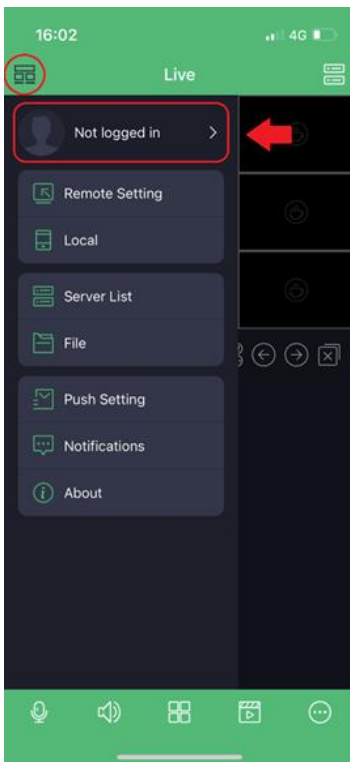 16:02
4G
Live
Not logged in
Remote Setting
Local
Server List
File
Push Setting
Notifications
About